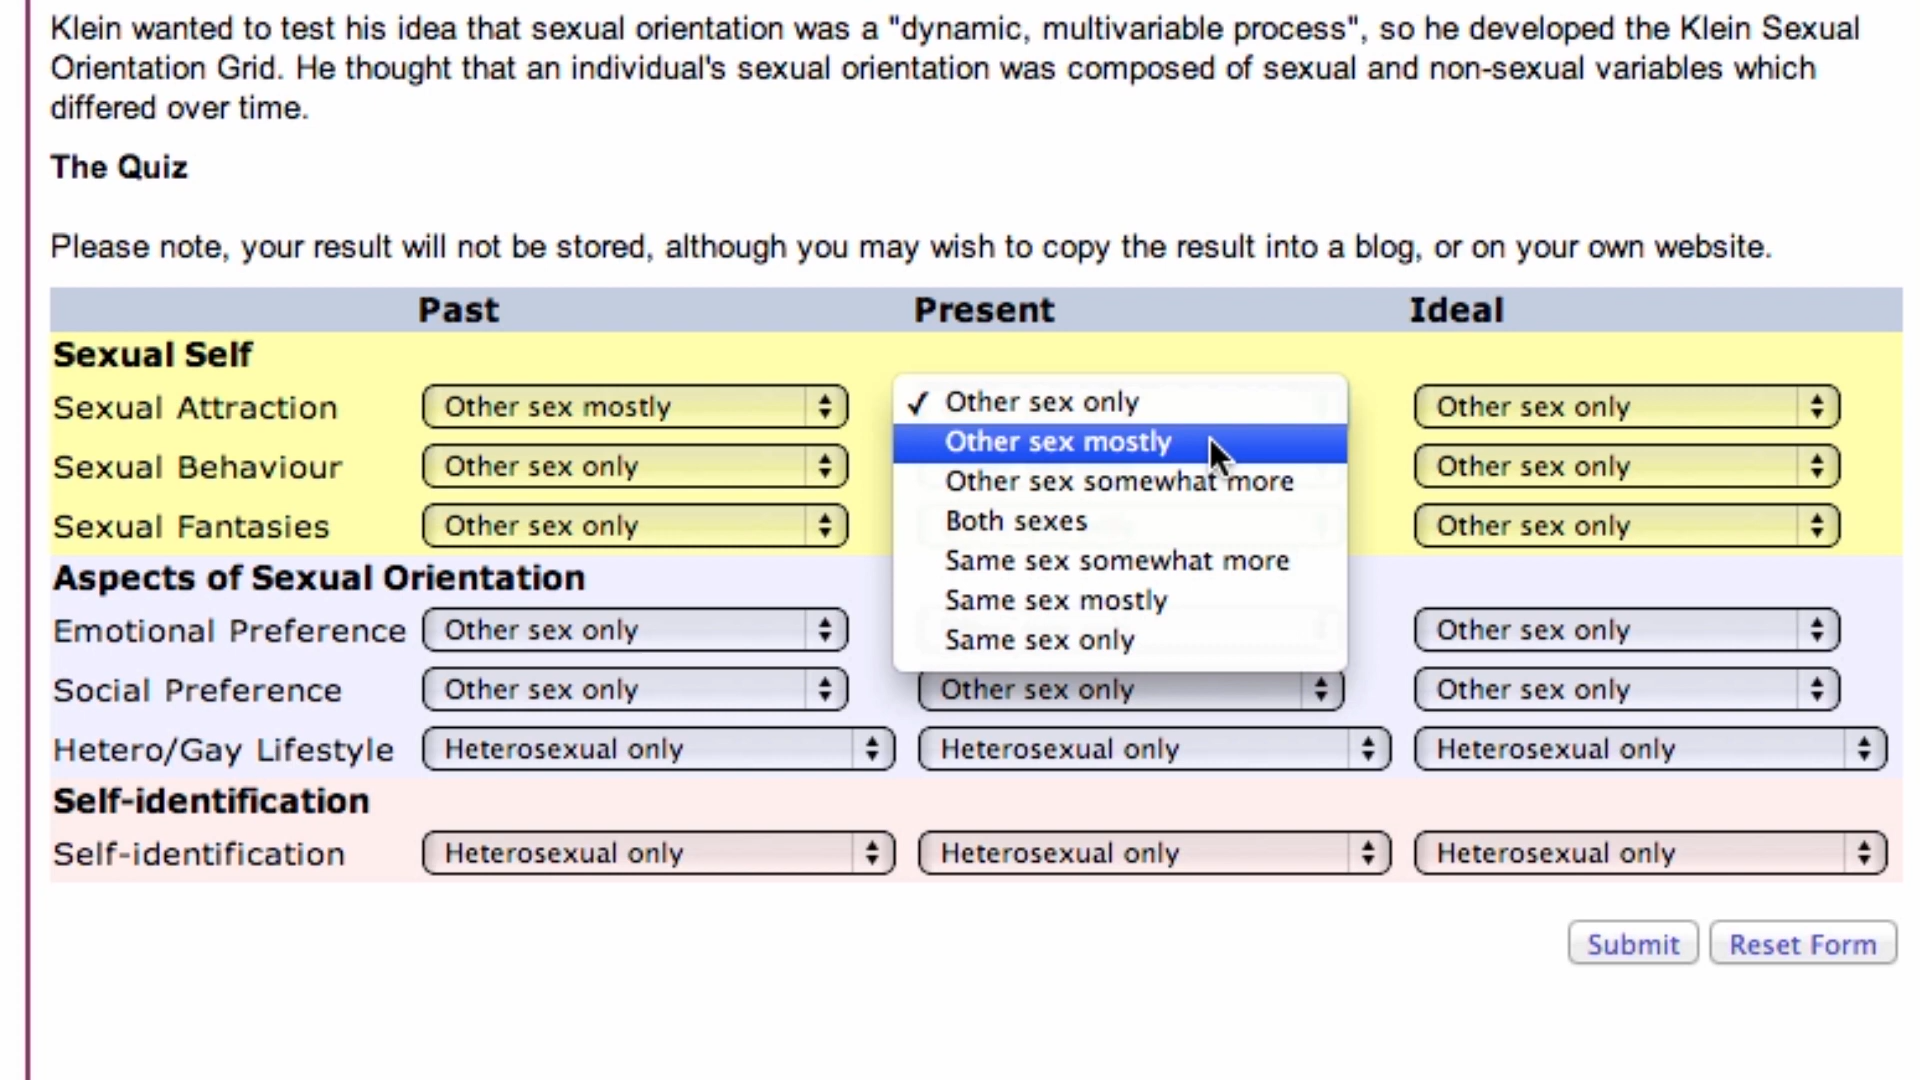 Klein wanted to test his idea that sexual orientation was a "dynamic, multivariable process", so he developed the Klein Sexual
Orientation Grid. He thought that an individual's sexual orientation was composed of sexual and non-sexual variables which
differed over time.
The Quiz
Please note, your result will not be stored, although you may wish to copy the result into a blog, or on your own website.
Past Present Ideal
Sexual Self
Sexual Attraction Other sex mostly ✓ Other sex only Other sex only
Other sex mostly
Sexual Behaviour Other sex only Other sex somewhat more Other sex only
Sexual Fantasies Other sex only Both sexes Other sex only
Same sex somewhat more
Aspects of Sexual Orientation
Same sex mostly
Emotional Preference Other sex only Same sex only Other sex only
Social Preference Other sex only Other sex only Other sex only
Hetero/Gay Lifestyle Heterosexual only Heterosexual only Heterosexual only
Self-identification
Self-identification Heterosexual only Heterosexual only Heterosexual only
Submit Reset Form